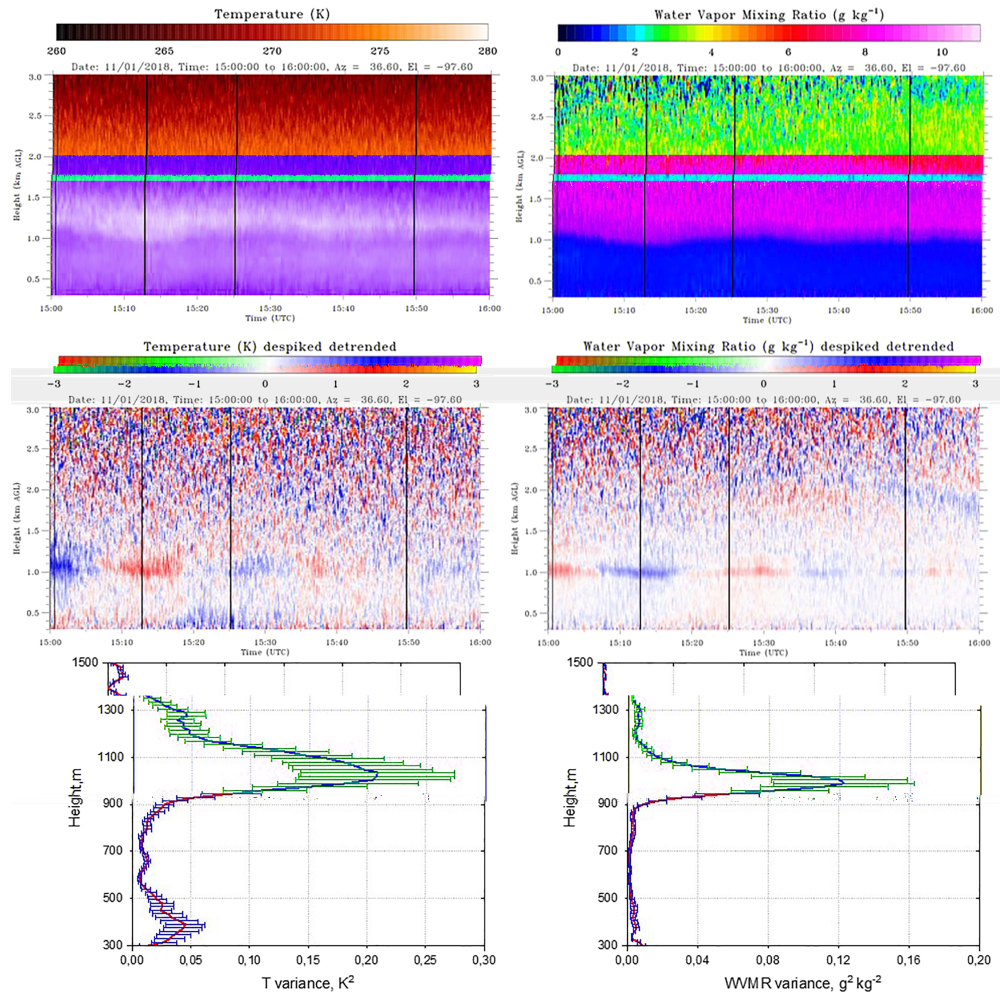 Temperature (K)
260 265 270 275 280
Date: 11/01/2018, Time: 15:00:00 to 16:00:00, Az = 36.60, El = −97.60
3.0
2.5
2.0
1.5
1.0
0.5
Height (km AGL)
15:00 15:10 15:20 15:30 15:40 15:50 16:00
Time (UTC)
Water Vapor Mixing Ratio (g kg⁻¹)
0 2 4 6 8 10
Date: 11/01/2018, Time: 15:00:00 to 16:00:00, Az = 36.60, El = −97.60
3.0
2.5
2.0
1.5
1.0
0.5
Height (km AGL)
15:00 15:10 15:20 15:30 15:40 15:50 16:00
Time (UTC)
Temperature (K) despiked detrended
−3 −2 −1 0 1 2 3
Date: 11/01/2018, Time: 15:00:00 to 16:00:00, Az = 36.60, El = −97.60
3.0
2.5
2.0
1.5
1.0
0.5
Height (km AGL)
15:00 15:10 15:20 15:30 15:40 15:50 16:00
Time (UTC)
Water Vapor Mixing Ratio (g kg⁻¹) despiked detrended
−3 −2 −1 0 1 2 3
Date: 11/01/2018, Time: 15:00:00 to 16:00:00, Az = 36.60, El = −97.60
3.0
2.5
2.0
1.5
1.0
0.5
Height (km AGL)
15:00 15:10 15:20 15:30 15:40 15:50 16:00
Time (UTC)
1500
1300
1100
900
700
500
300
Height,m
0,00 0,05 0,10 0,15 0,20 0,25 0,30
T variance, K²
1500
1300
1100
900
700
500
300
Height,m
0,00 0,04 0,08 0,12 0,16 0,20
WVMR variance, g² kg⁻²